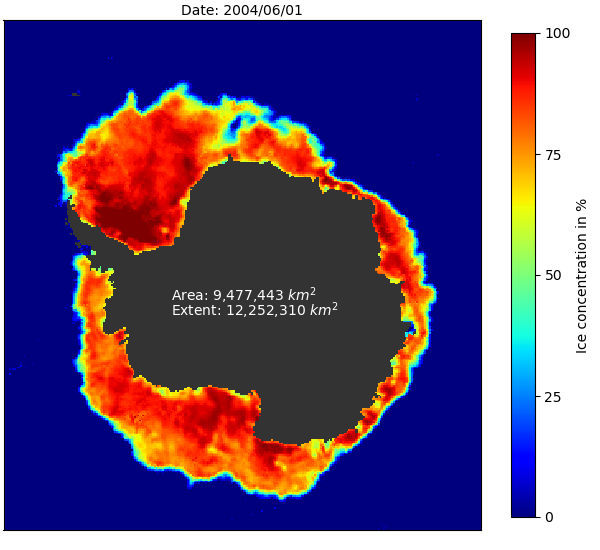 Date: 2004/06/01
Area: 9,477,443 km²
Extent: 12,252,310 km²
100
75
50
25
0
Ice concentration in %